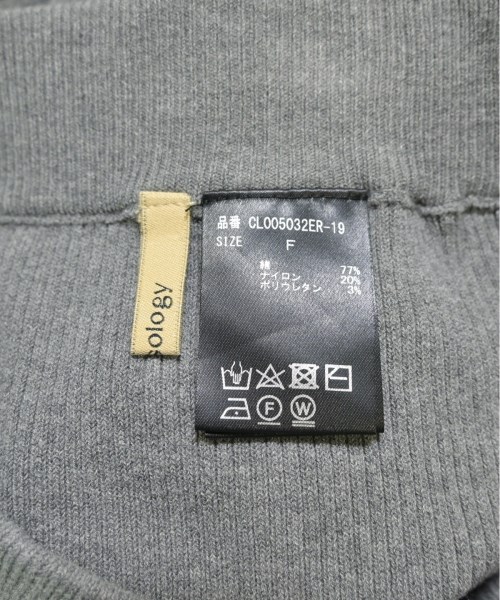 品番 CL005032ER-19
SIZE F
綿 77%
ナイロン 20%
ポリウレタン 3%
F W
sology